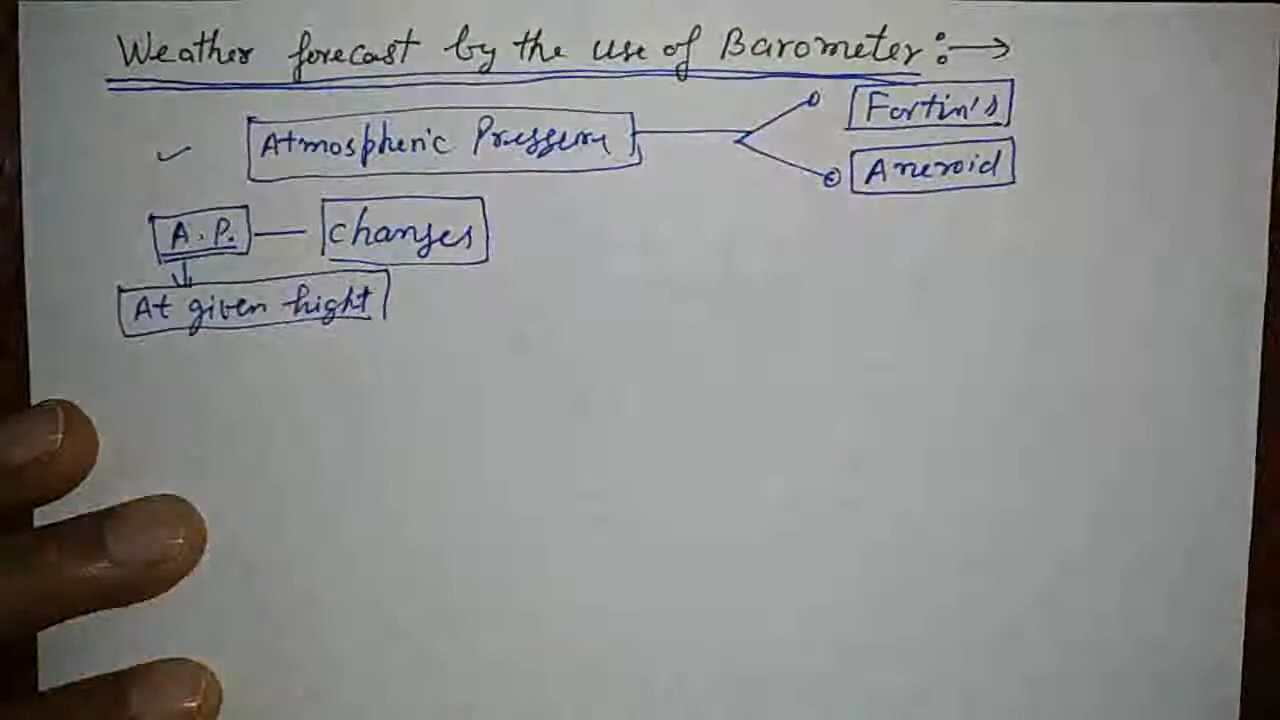 Weather forecast by the use of Barometer :→
Fortin's
Atmospheric Pressure
Aneroid
A.P. — changes
At given hight